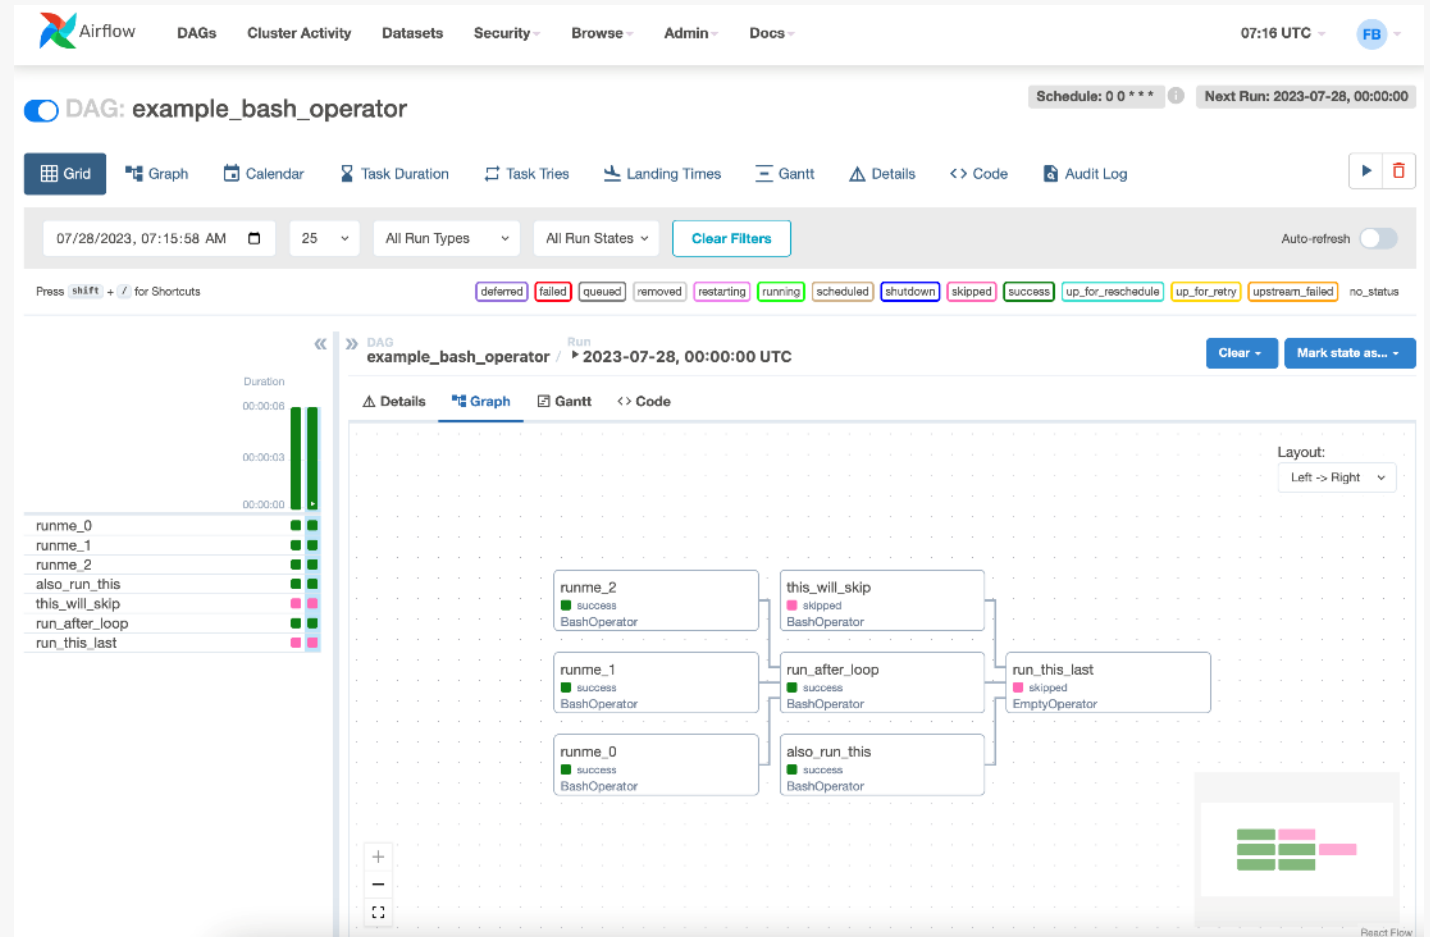 Airflow DAGs Cluster Activity Datasets Security Browse Admin Docs 07:16 UTC FB
DAG: example_bash_operator
Schedule: 0 0 * * * i Next Run: 2023-07-28, 00:00:00
Grid Graph Calendar Task Duration Task Tries Landing Times Gantt Details <> Code Audit Log
07/28/2023, 07:15:58 AM 25 All Run Types All Run States Clear Filters Auto-refresh
Press shift + / for Shortcuts
deferred failed queued removed restarting running scheduled shutdown skipped success up_for_reschedule up_for_retry upstream_failed no_status
DAG Run
example_bash_operator / 2023-07-28, 00:00:00 UTC
Clear Mark state as...
Duration
00:00:06
00:00:03
00:00:00
runme_0
runme_1
runme_2
also_run_this
this_will_skip
run_after_loop
run_this_last
Details Graph Gantt <> Code
Layout:
Left -> Right
runme_2
success
BashOperator
this_will_skip
skipped
BashOperator
runme_1
success
BashOperator
run_after_loop
success
BashOperator
run_this_last
skipped
EmptyOperator
runme_0
success
BashOperator
also_run_this
success
BashOperator
React Flow